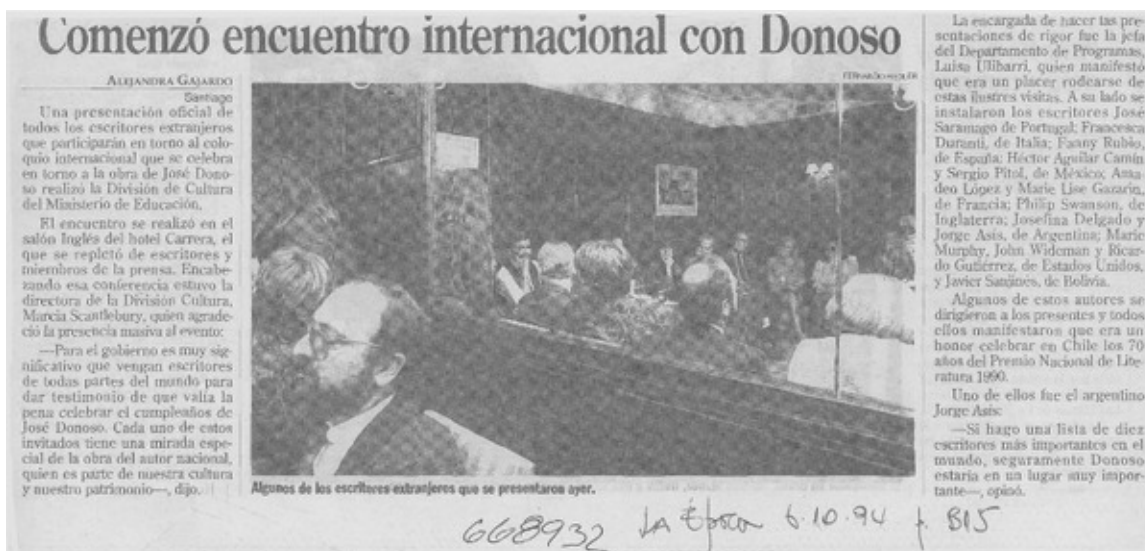 Comenzó encuentro internacional con Donoso
ALEJANDRA GAJARDO
Santiago
Una presentación oficial de
todos los escritores extranjeros
que participarán en torno al colo-
quio internacional que se celebra
en torno a la obra de José Dono-
so realizó la División de Cultura
del Ministerio de Educación.
El encuentro se realizó en el
salón Inglés del hotel Carrera, el
que se repletó de escritores y
miembros de la prensa. Encabe-
zando esa conferencia estuvo la
directora de la División Cultura,
Marcia Scantlebury, quien agrade-
ció la presencia masiva al evento:
—Para el gobierno es muy sig-
nificativo que vengan escritores
de todas partes del mundo para
dar testimonio de que valía la
pena celebrar el cumpleaños de
José Donoso. Cada uno de estos
invitados tiene una mirada espe-
cial de la obra del autor nacional,
quien es parte de nuestra cultura
y nuestro patrimonio—, dijo.
Algunos de los escritores extranjeros que se presentaron ayer.
La encargada de hacer las pre-
sentaciones de rigor fue la jefa
del Departamento de Programas,
Luisa Ulibarri, quien manifestó
que era un placer rodearse de
estas ilustres visitas. A su lado se
instalaron los escritores José
Saramago de Portugal; Francesca
Duranti, de Italia; Fanny Rubio,
de España; Héctor Aguilar Camín
y Sergio Pitol, de México; Ama-
deo López y Marie Lise Gazarin,
de Francia; Philip Swanson, de
Inglaterra; Josefina Delgado y
Jorge Asís, de Argentina; Marie
Murphy, John Wideman y Ricar-
do Gutiérrez, de Estados Unidos,
y Javier Sanjinés, de Bolivia.
Algunos de estos autores se
dirigieron a los presentes y todos
ellos manifestaron que era un
honor celebrar en Chile los 70
años del Premio Nacional de Lite-
ratura 1990.
Uno de ellos fue el argentino
Jorge Asís:
—Si hago una lista de diez
escritores más importantes en el
mundo, seguramente Donoso
estaría en un lugar muy impor-
tante—, opinó.
668932 La Época 6.10.94 p. B15